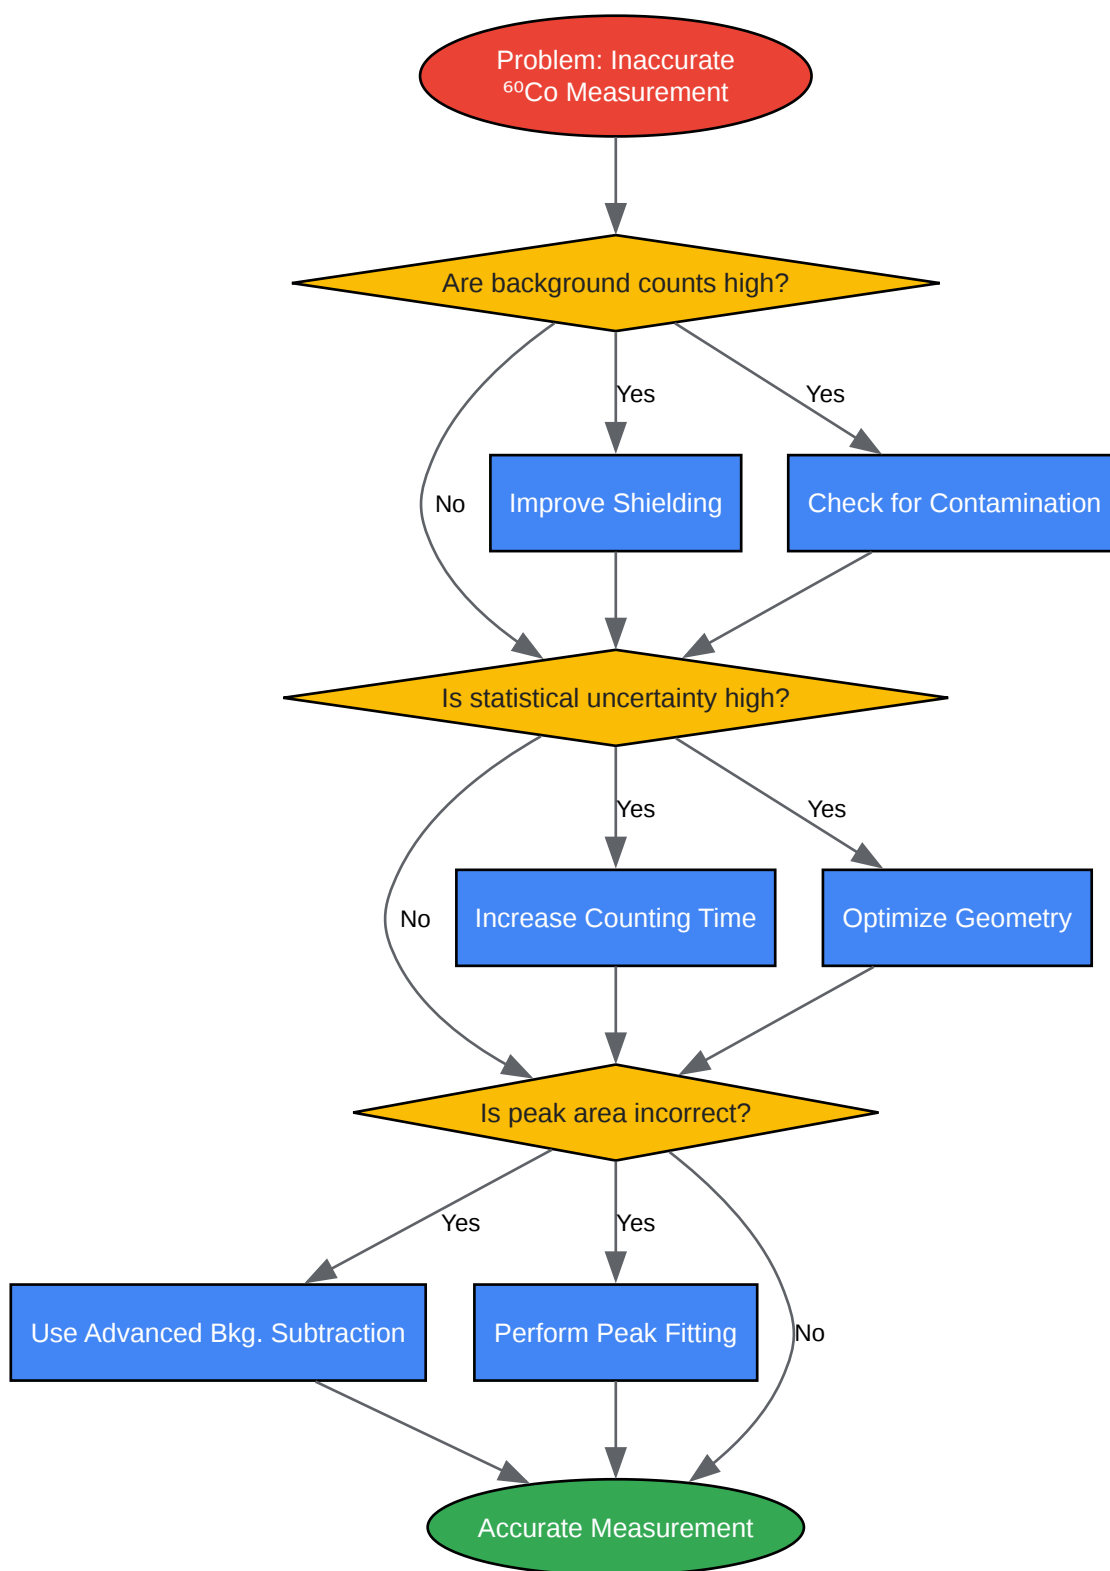 Problem: Inaccurate
⁶⁰Co Measurement
Are background counts high?
Yes
Yes
No
Improve Shielding
Check for Contamination
Is statistical uncertainty high?
Yes
Yes
No
Increase Counting Time
Optimize Geometry
Is peak area incorrect?
Yes
Yes
Use Advanced Bkg. Subtraction
Perform Peak Fitting
No
Accurate Measurement